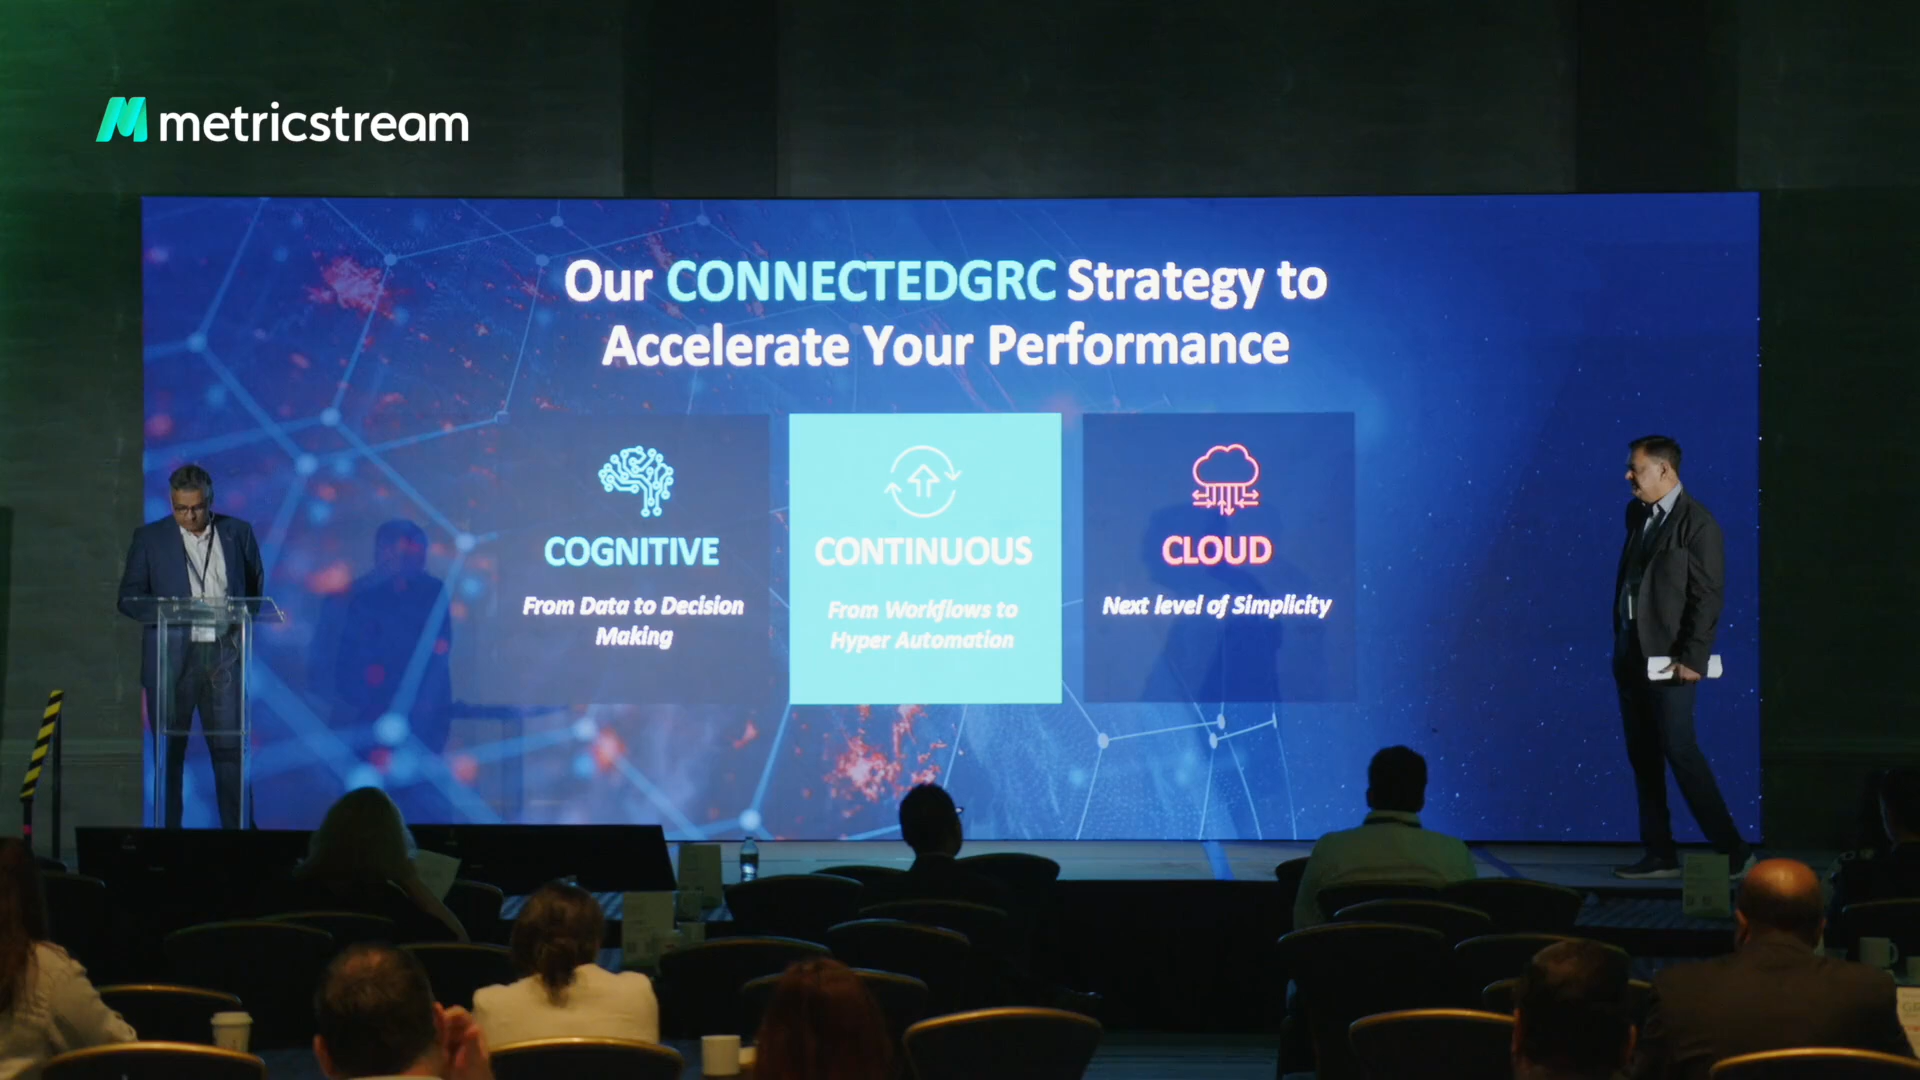 metricstream
Our CONNECTEDGRC Strategy to
Accelerate Your Performance
COGNITIVE
From Data to Decision
Making
CONTINUOUS
From Workflows to
Hyper Automation
CLOUD
Next level of Simplicity